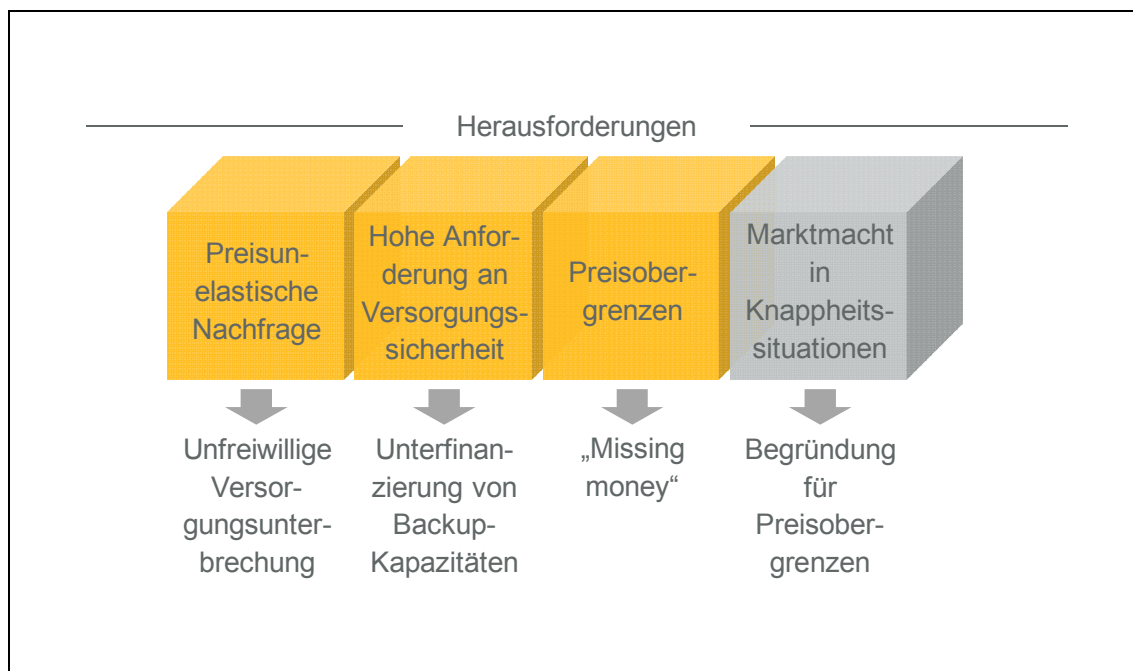 Herausforderungen
Preisun-
elastische
Nachfrage
Hohe Anfor-
derung an
Versorgungs-
sicherheit
Preisober-
grenzen
Marktmacht
in
Knappheits-
situationen
Unfreiwillige
Versor-
gungsunter-
brechung
Unterfinan-
zierung von
Backup-
Kapazitäten
„Missing
money“
Begründung
für
Preisober-
grenzen